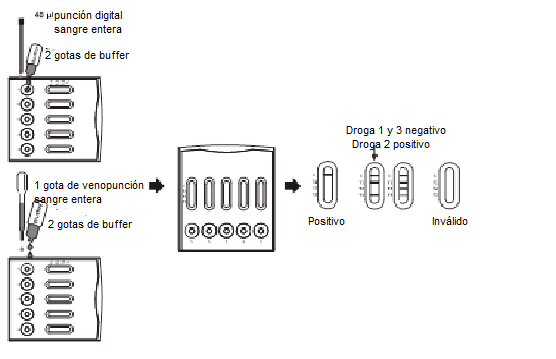 40 µl punción digital
sangre entera
2 gotas de buffer
1 gota de venopunción
sangre entera
2 gotas de buffer
Droga 1 y 3 negativo
Droga 2 positivo
Positivo
Inválido